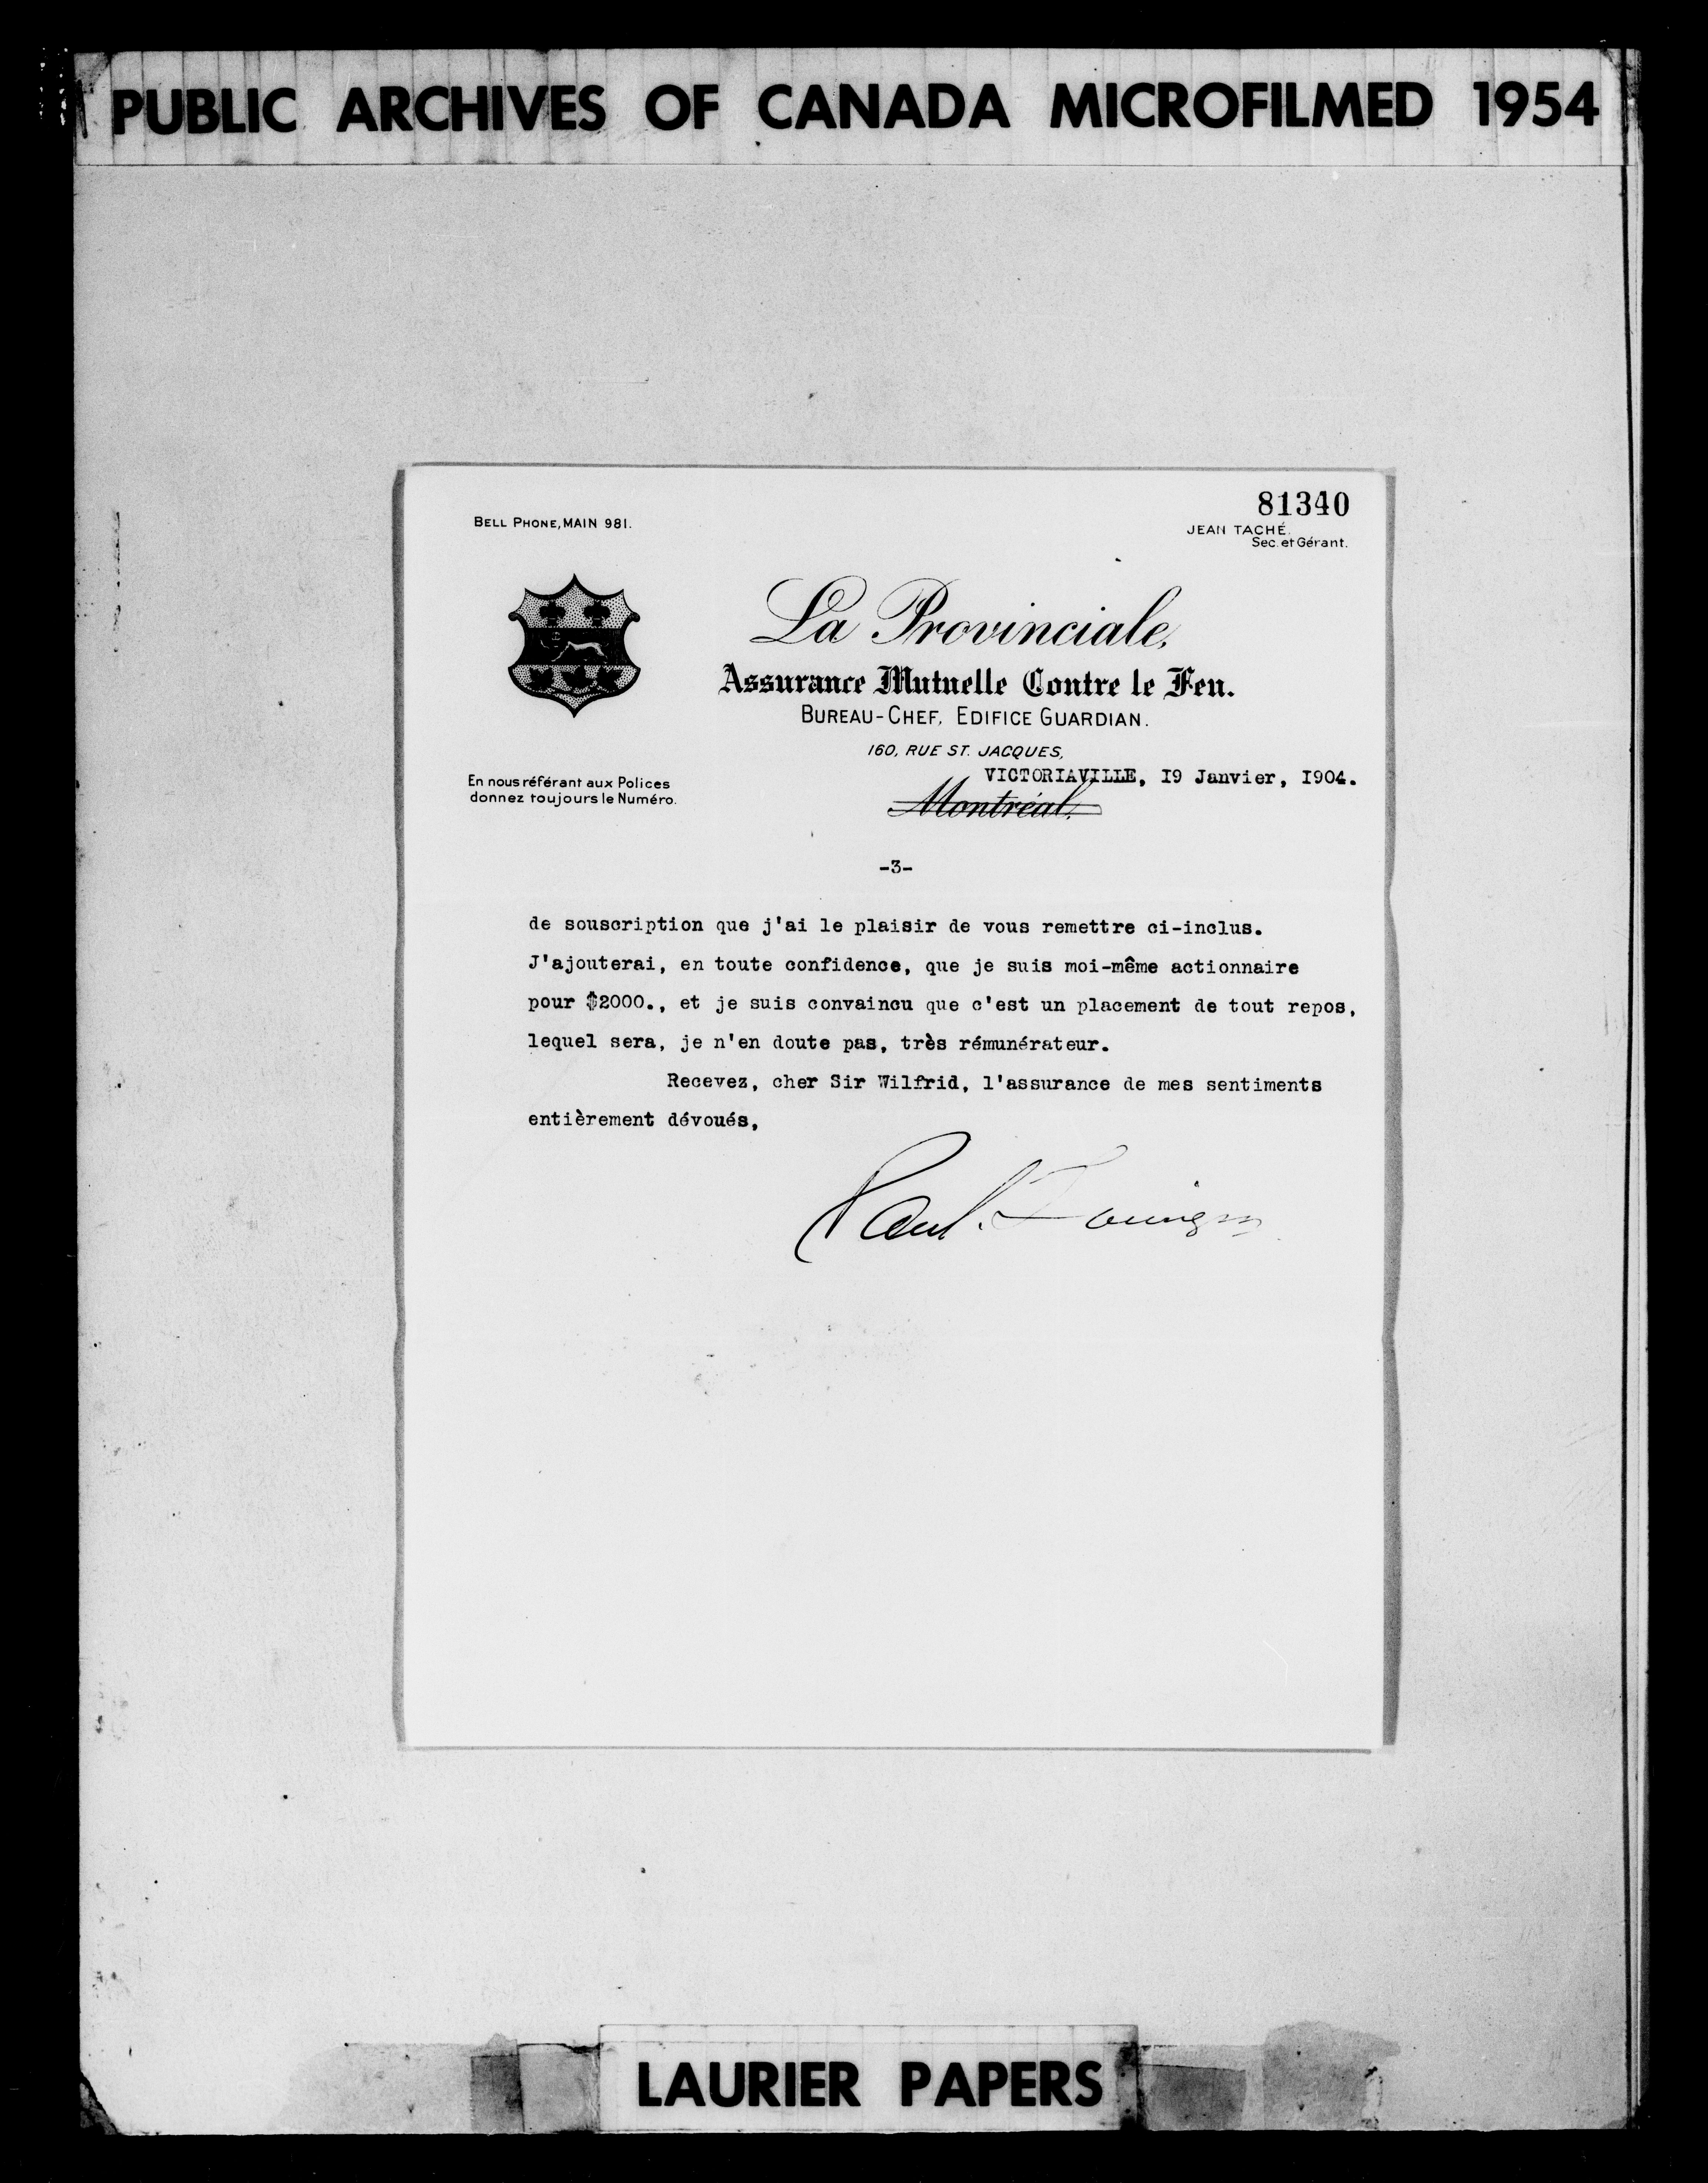 PUBLIC ARCHIVES OF CANADA MICROFILMED 1954
81340
BELL PHONE, MAIN 981.
JEAN TACHÉ,
Sec. et Gérant.
La Provinciale,
Assurance Mutuelle Contre le Feu.
BUREAU-CHEF, EDIFICE GUARDIAN.
160, RUE ST. JACQUES,
En nous référant aux Polices
donnez toujours le Numéro.
VICTORIAVILLE, I9 Janvier, I904.
Montréal,
-3-
de souscription que j'ai le plaisir de vous remettre ci-inclus.
J'ajouterai, en toute confidence, que je suis moi-même actionnaire
pour $2000., et je suis convaincu que c'est un placement de tout repos,
lequel sera, je n'en doute pas, très rémunérateur.
Recevez, cher Sir Wilfrid, l'assurance de mes sentiments
entièrement dévoués,
Paul
LAURIER PAPERS